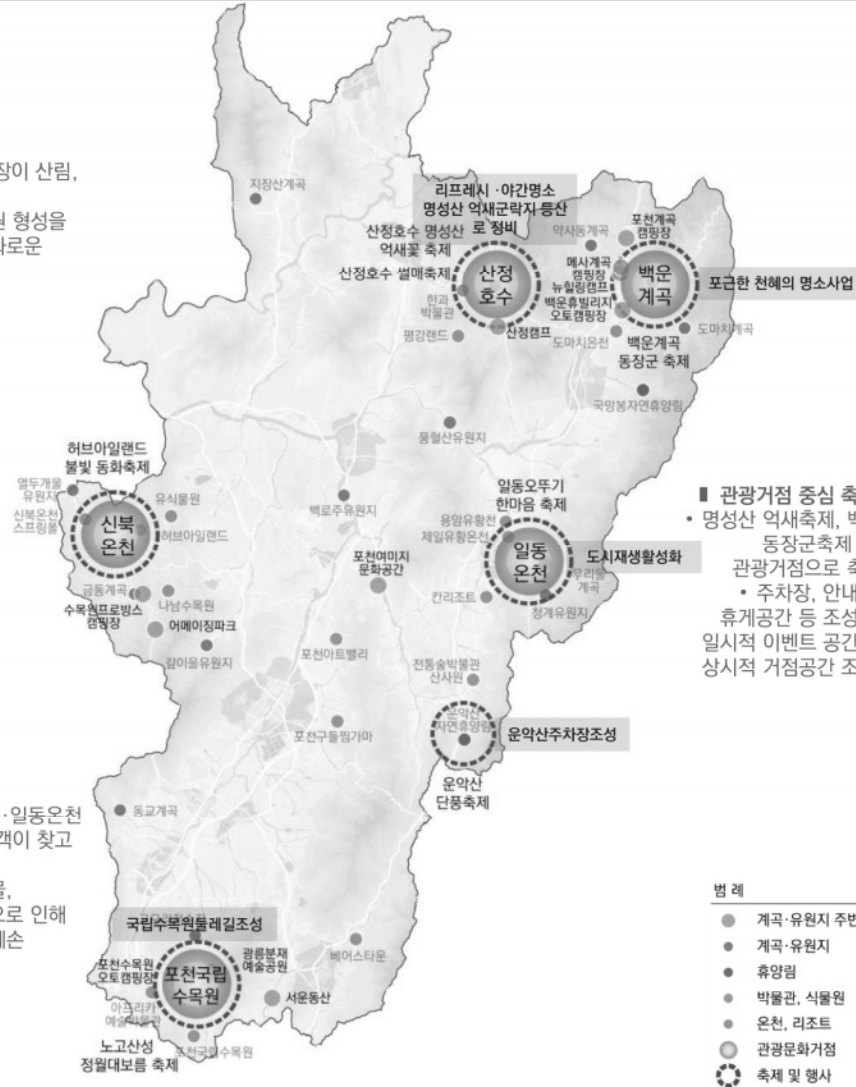 장이 산림,
원 형성을
지장산계곡
리프레시 ·야간명소
명성산 억새군락지 등산
로 정비
산정호수 명성산
억새꽃 축제
산정호수 썰매축제
산정
호수
한과
박물관
평강랜드
산정캠프
약사동계곡
포천계곡
캠핑장
메사계곡
캠핑장
뉴힐링캠프
백운휴빌리지
오토캠핑장
백운
계곡
포근한 천혜의 명소사업
도마치온천
백운계곡
동장군 축제
도마치계곡
국망봉자연휴양림
풍혈산유원지
허브아일랜드
불빛 동화축제
열두개울
유원지
신북온천
스프링폴
유식물원
신북
온천
허브아일랜드
백로주유원지
일동오뚜기
한마음 축제
용암유황천
제일유황온천
일동
온천
도시재생활성화
우리울
계곡
청계유원지
■ 관광거점 중심 축
• 명성산 억새축제, 백
동장군축제
관광거점으로 축
• 주차장, 안내
휴게공간 등 조성
일시적 이벤트 공간
상시적 거점공간 조
금동계곡
수목원프로방스
캠핑장
나남수목원
어메이징파크
깊이울유원지
포천여미지
문화공간
칸리조트
포천아트밸리
전통술박물관
산사원
포천구들찜가마
운악산
자연휴양림
운악산주차장조성
운악산
단풍축제
동교계곡
·일동온천
객이 찾고
물,
으로 인해
훼손
국립수목원둘레길조성
포천수목원
오토캠핑장
포천국립
수목원
광릉분재
예술공원
베어스타운
서운동산
아프리카
예술박물관
노고산성
정월대보름 축제
포천국립수목원
범 례
계곡·유원지 주변
계곡·유원지
휴양림
박물관, 식물원
온천, 리조트
관광문화거점
축제 및 행사